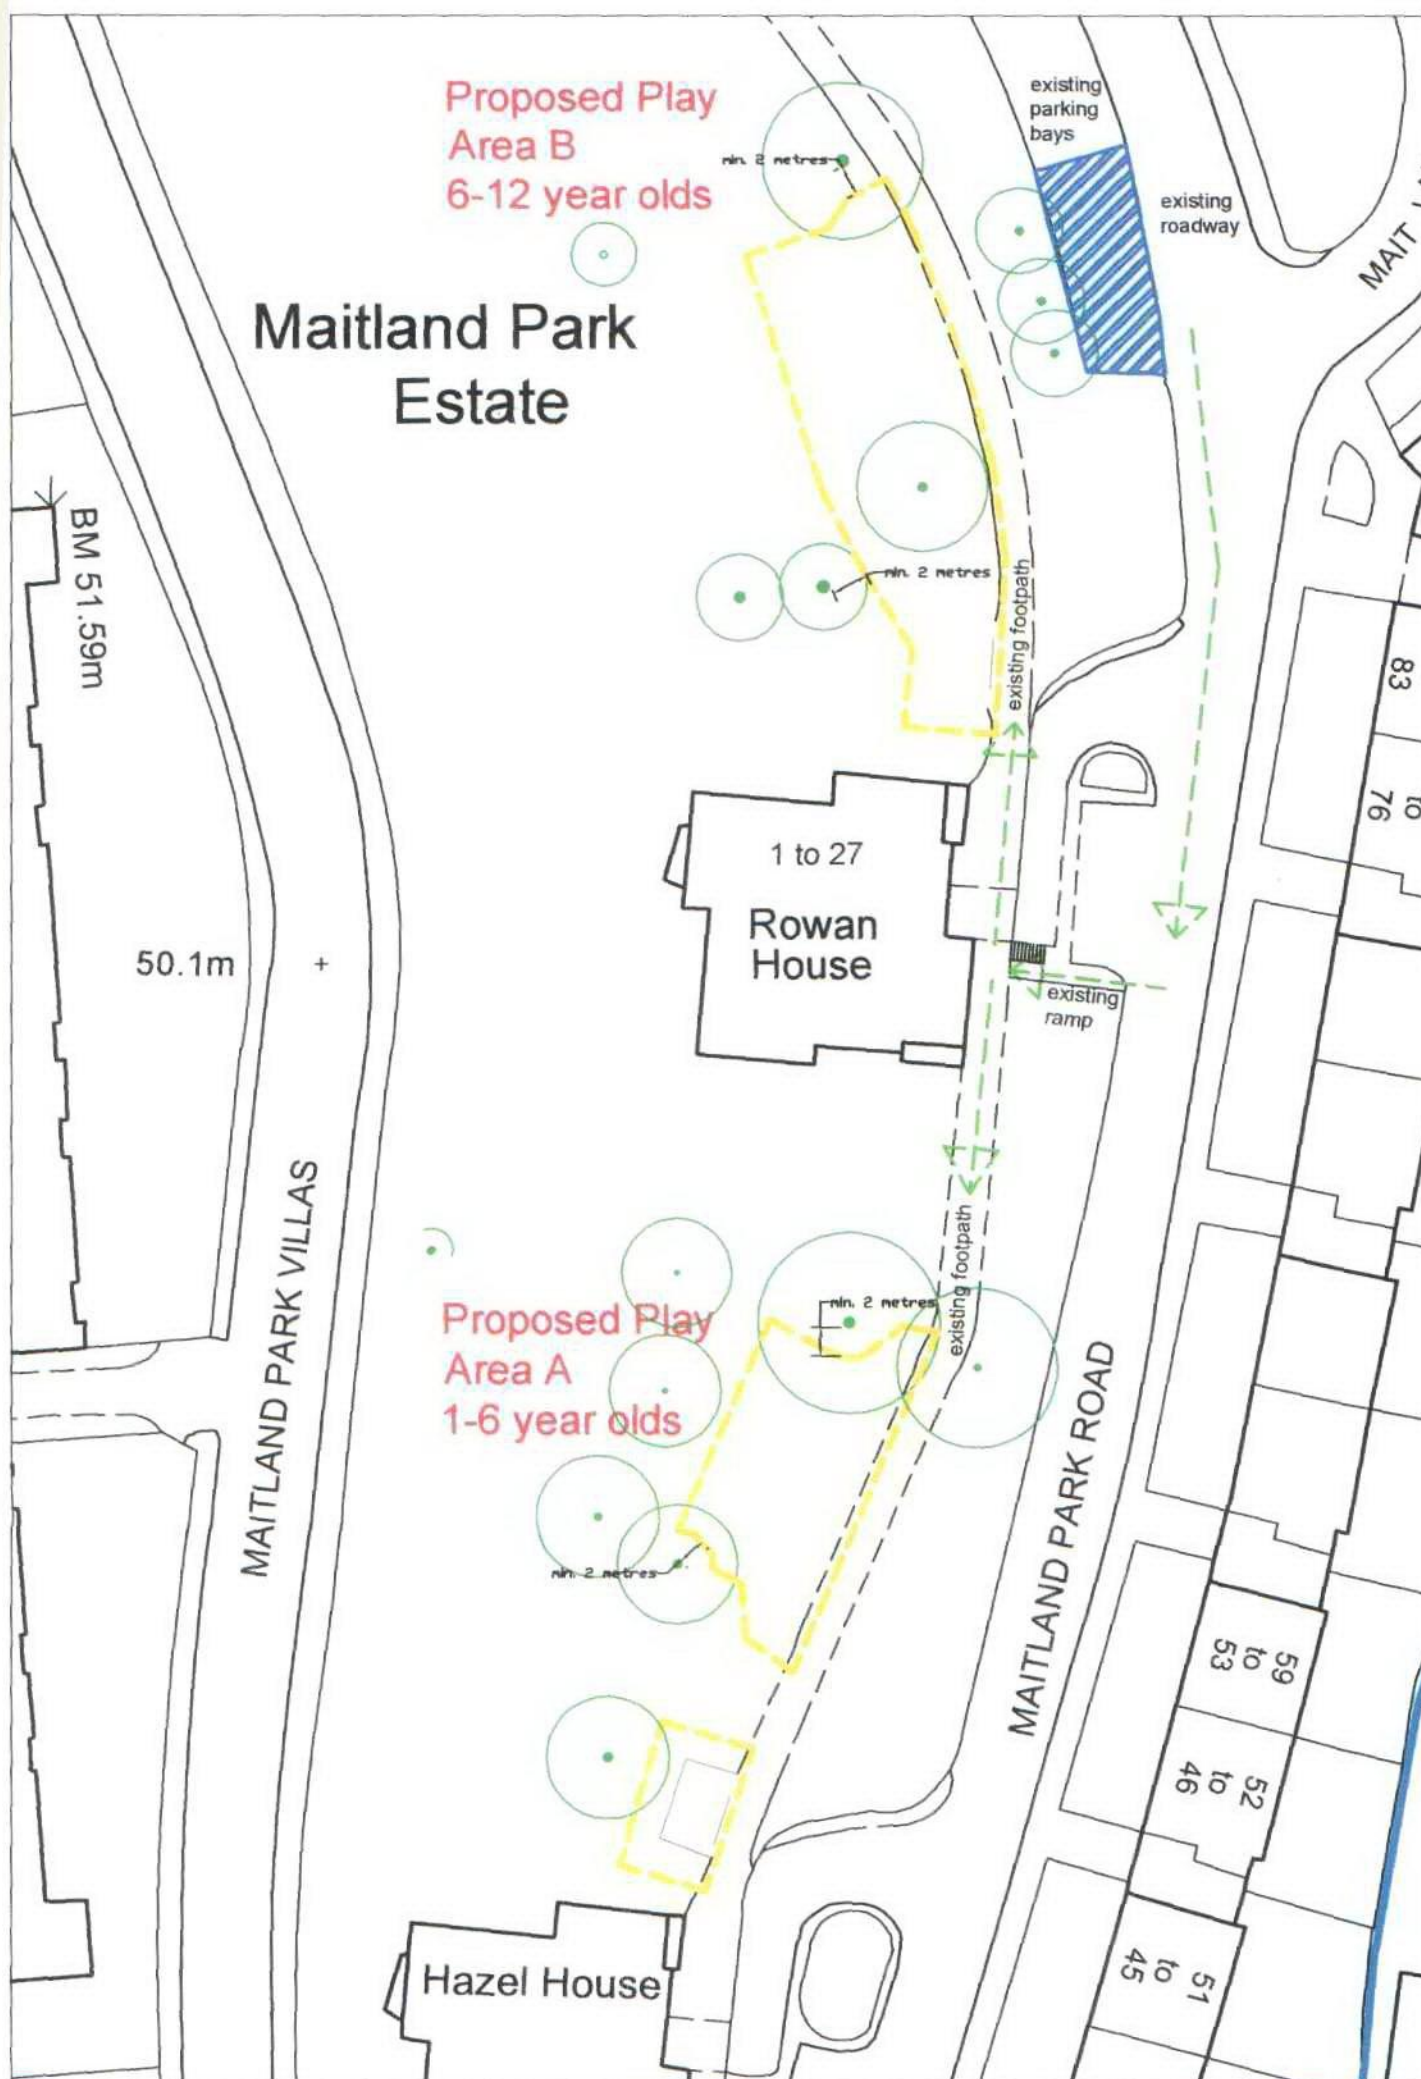 Proposed Play
Area B
6-12 year olds
min. 2 metres
existing
parking
bays
existing
roadway
MAIT
Maitland Park
Estate
BM 51.59m
min. 2 metres
existing footpath
83
to
76
1 to 27
Rowan
House
50.1m
existing
ramp
MAITLAND PARK VILLAS
existing footpath
min. 2 metres
Proposed Play
Area A
1-6 year olds
min. 2 metres
MAITLAND PARK ROAD
59
to
53
52
to
46
51
to
45
Hazel House